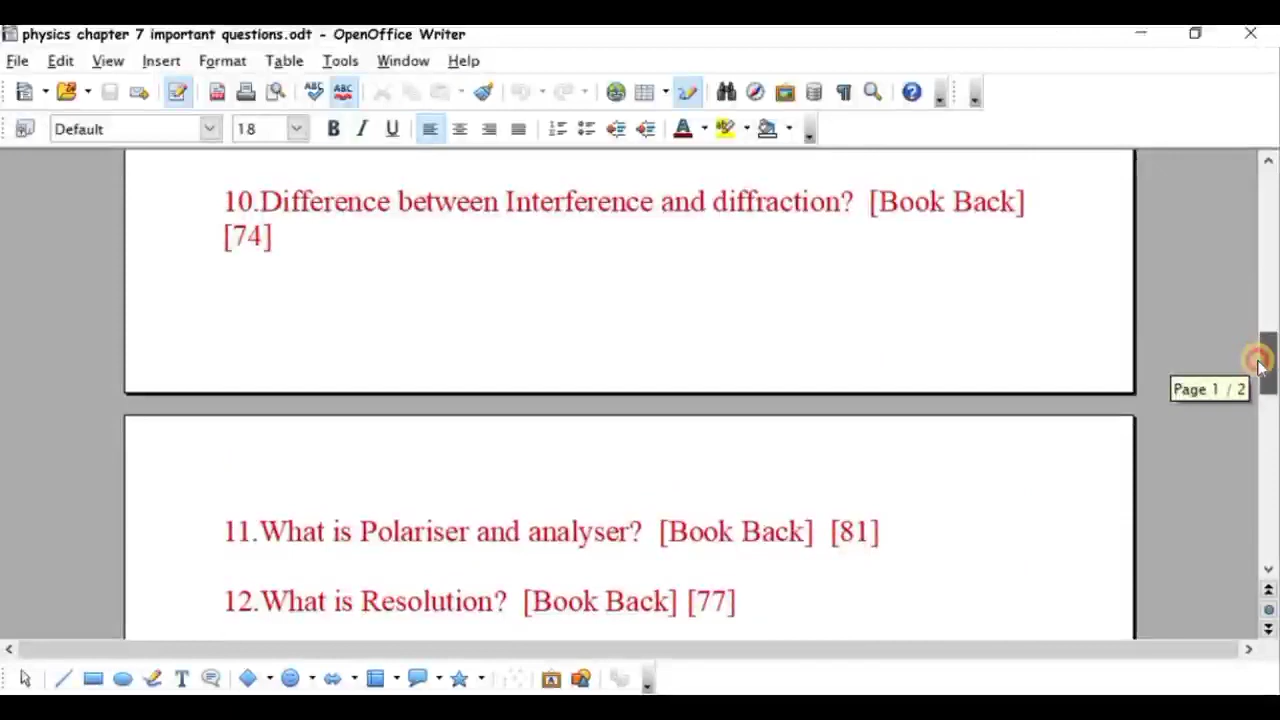 physics chapter 7 important questions.odt - OpenOffice Writer
File Edit View Insert Format Table Tools Window Help
ABC ABC
Default 18 B I U A
10.Difference between Interference and diffraction? [Book Back]
[74]
Page 1 / 2
11.What is Polariser and analyser? [Book Back] [81]
12.What is Resolution? [Book Back] [77]
T A